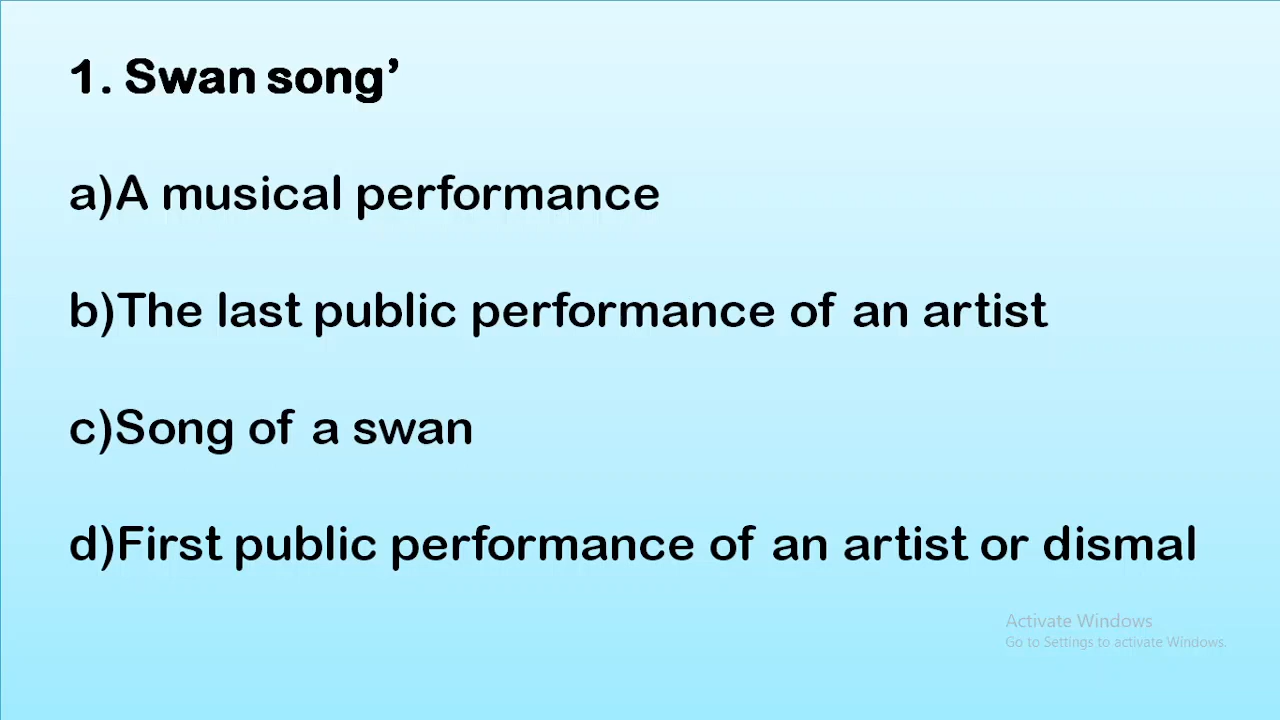 1. Swan song’
a)A musical performance
b)The last public performance of an artist
c)Song of a swan
d)First public performance of an artist or dismal
Activate Windows
Go to Settings to activate Windows.